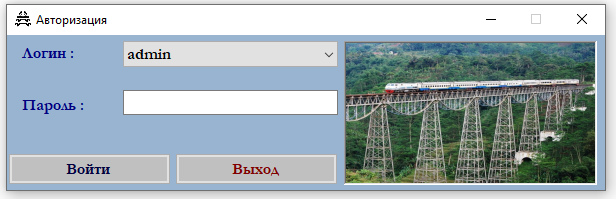 Авторизация
Логин :
admin
Пароль :
Войти
Выход